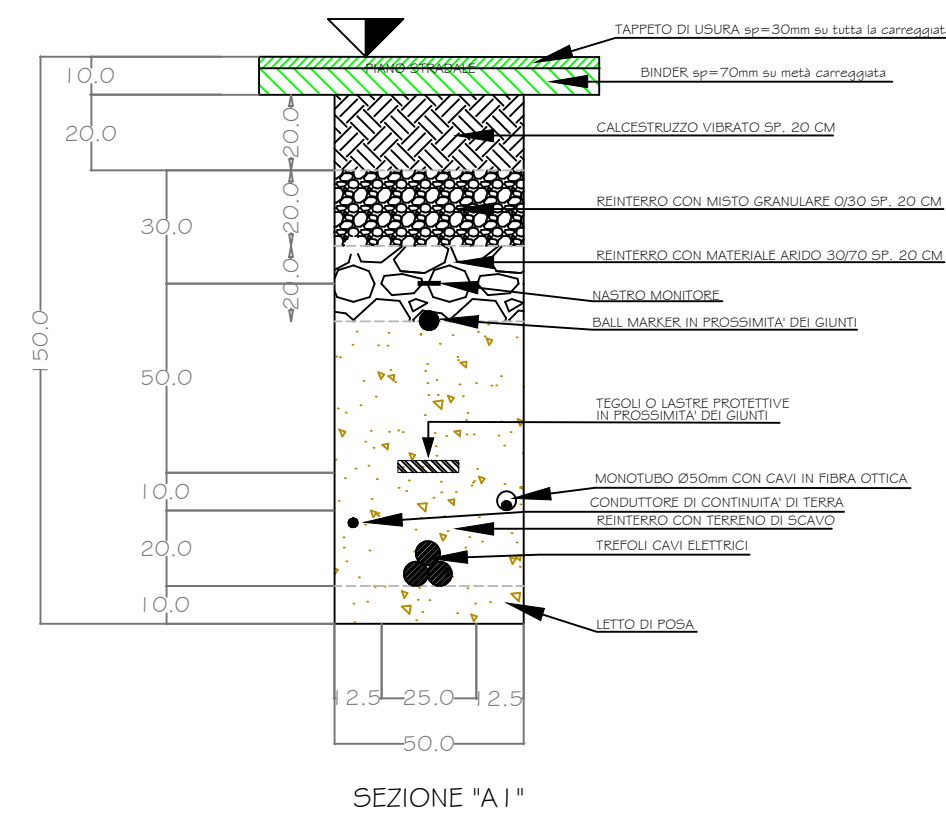 TAPPETO DI USURA sp=30mm su tutta la carreggiat
PIANO STRADALE
BINDER sp=70mm su metà carreggiata
10.0
20.0
20.0
CALCESTRUZZO VIBRATO SP. 20 CM
REINTERRO CON MISTO GRANULARE 0/30 SP. 20 CM
30.0
20.0
REINTERRO CON MATERIALE ARIDO 30/70 SP. 20 CM
20.0
NASTRO MONITORE
BALL MARKER IN PROSSIMITA' DEI GIUNTI
150.0
50.0
TEGOLI O LASTRE PROTETTIVE
IN PROSSIMITA' DEI GIUNTI
MONOTUBO Ø50mm CON CAVI IN FIBRA OTTICA
10.0
CONDUTTORE DI CONTINUITA' DI TERRA
REINTERRO CON TERRENO DI SCAVO
TREFOLI CAVI ELETTRICI
20.0
10.0
LETTO DI POSA
12.5 25.0 12.5
50.0
SEZIONE "A1"